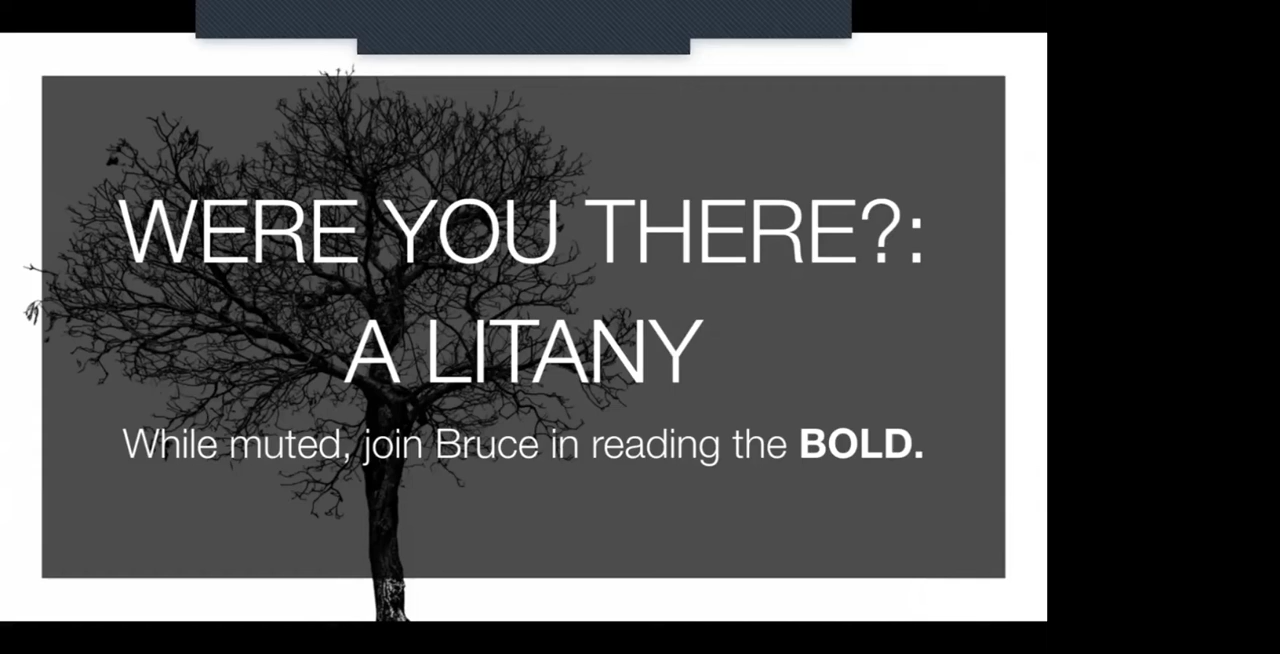 WERE YOU THERE?:
A LITANY
While muted, join Bruce in reading the BOLD.